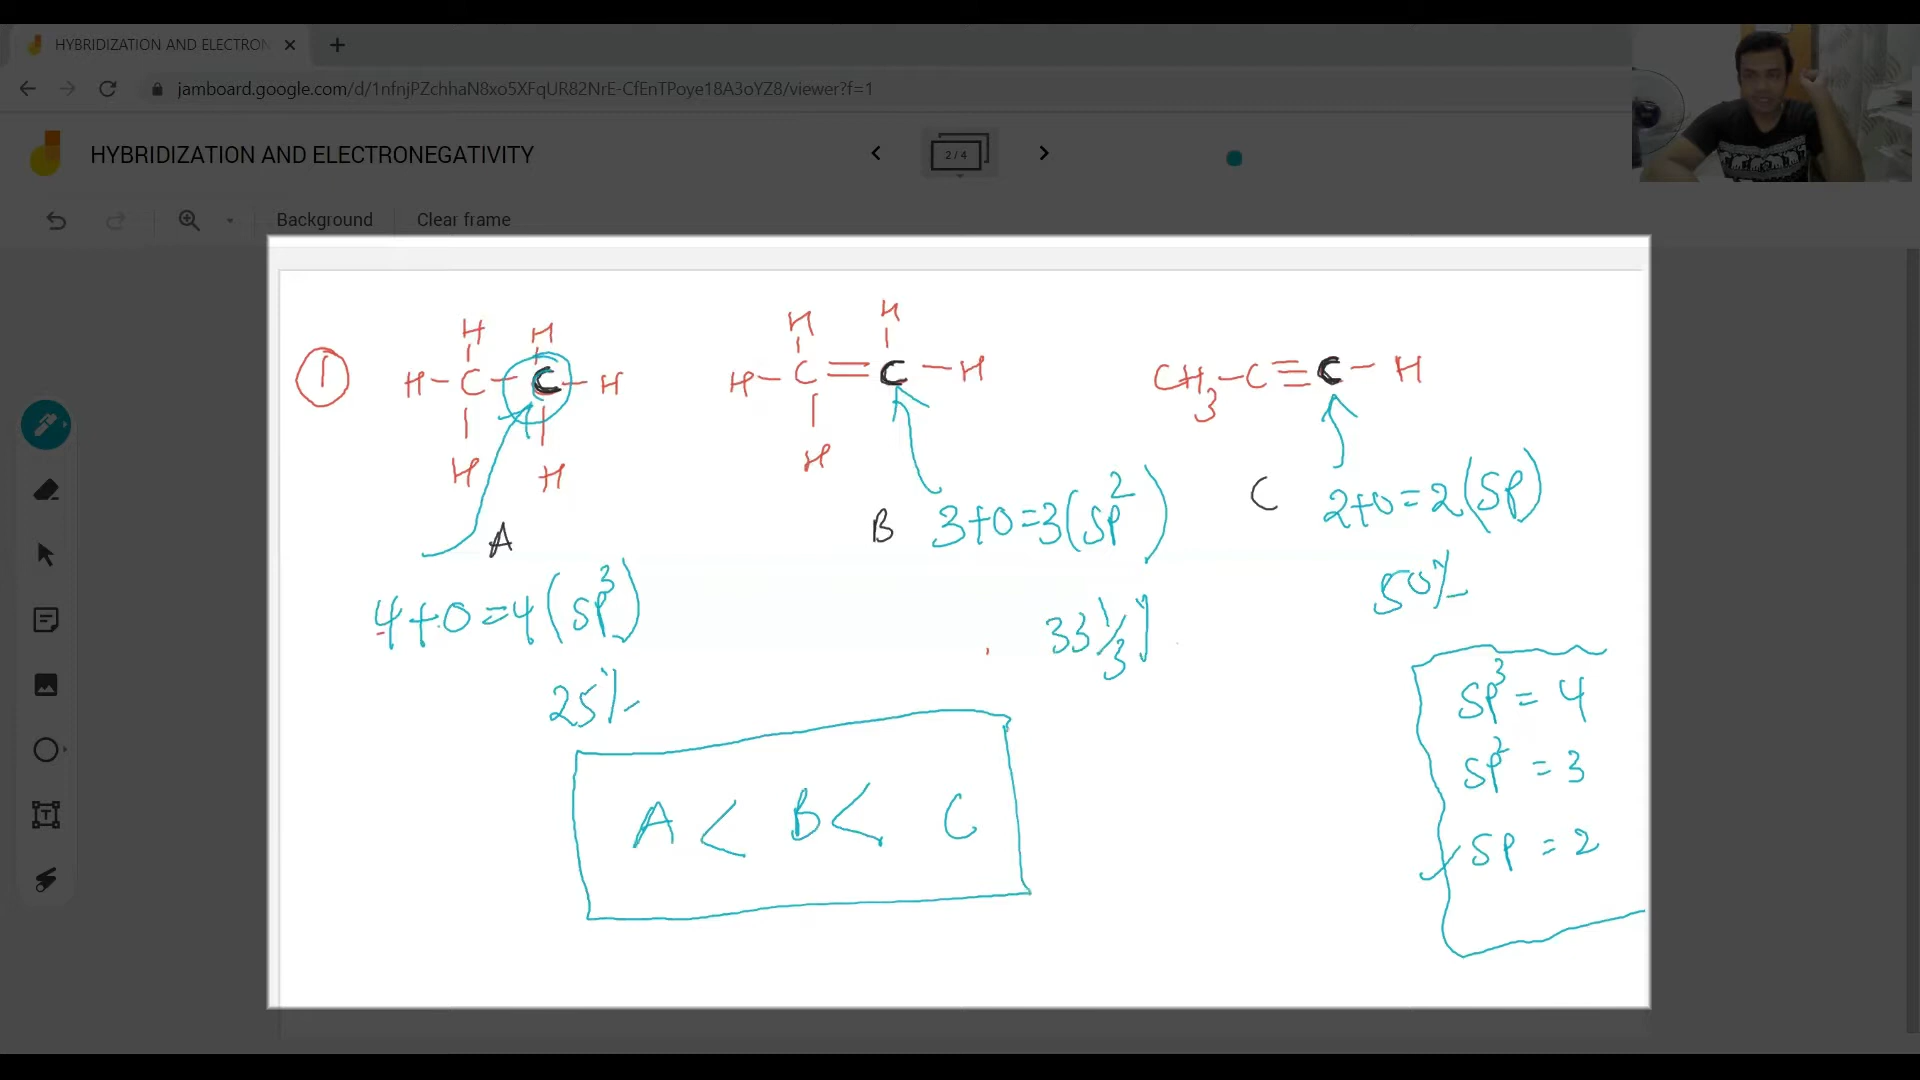 HYBRIDIZATION AND ELECTRON
jamboard.google.com/d/1nfnjPZchhaN8xo5XFqUR82NrE-CfEnTPoye18A3oYZ8/viewer?f=1
HYBRIDIZATION AND ELECTRONEGATIVITY
2 / 4
Background
Clear frame
H H H H
1 H-C-C-H H-C=C-H CH3-C≡C-H
H H H
A B C
4+0=4(sp³)
3+0=3(sp²)
2+0=2(sp)
25%
33 1/3%
50%
A < B < C
sp³ = 4
sp² = 3
sp = 2